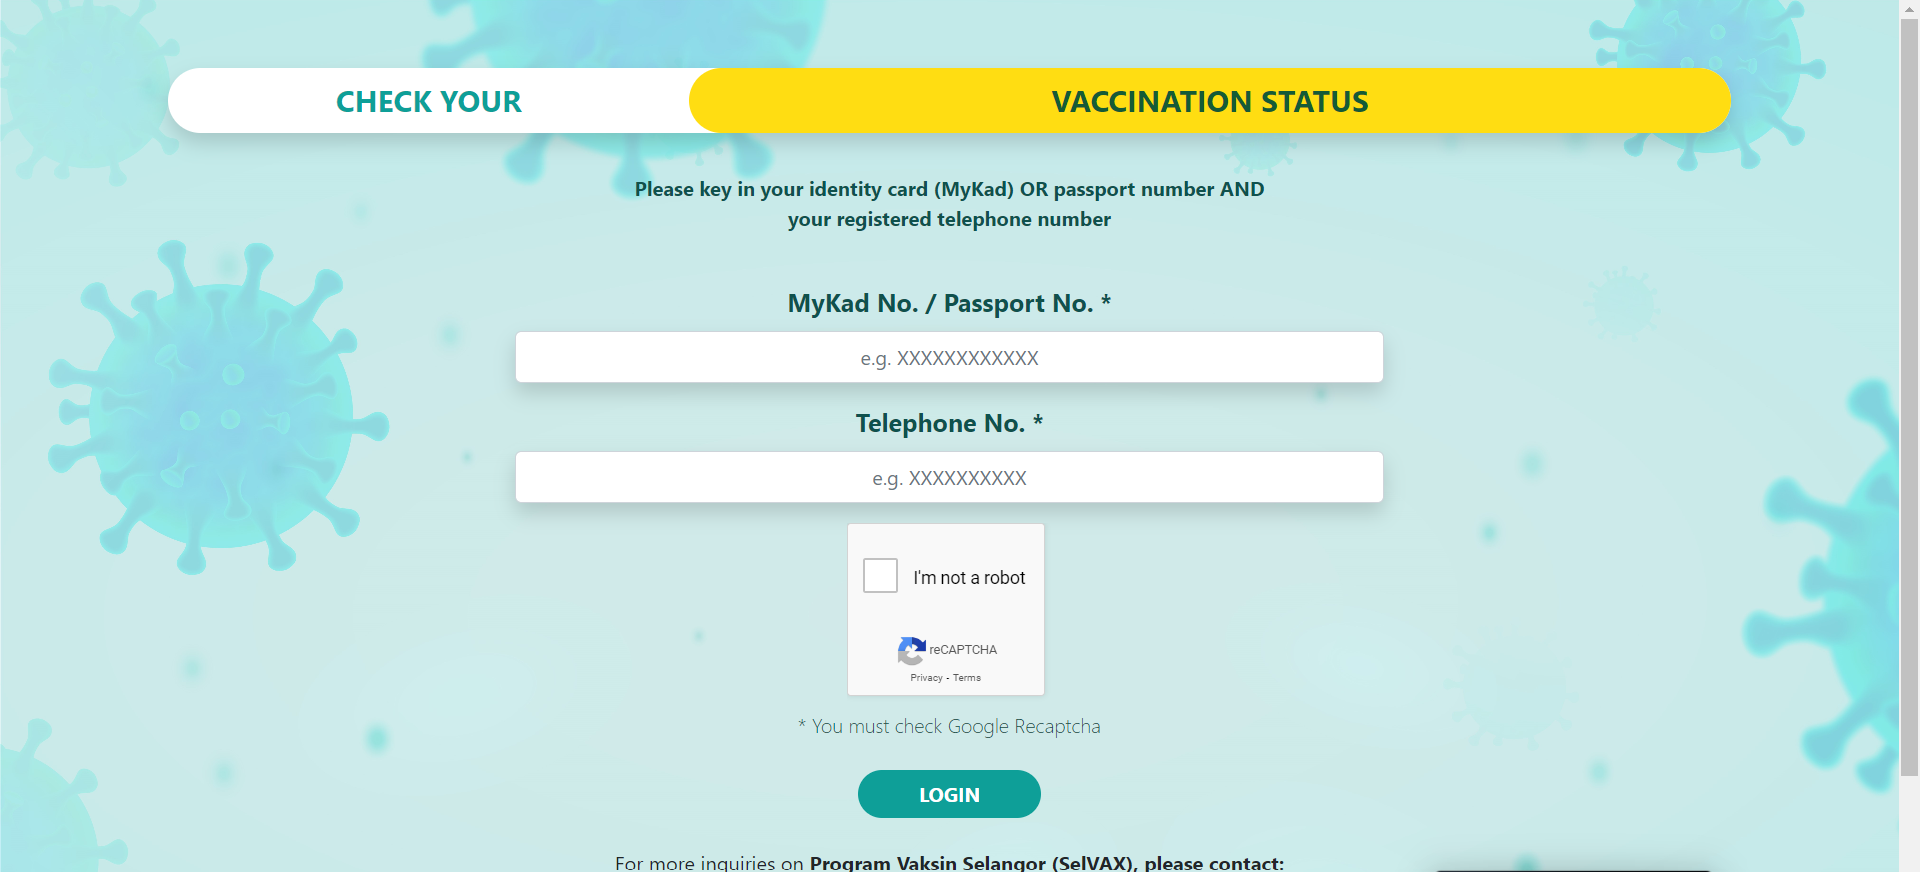 CHECK YOUR
VACCINATION STATUS
Please key in your identity card (MyKad) OR passport number AND
your registered telephone number
MyKad No. / Passport No. *
e.g. XXXXXXXXXXXX
Telephone No. *
e.g. XXXXXXXXXX
I'm not a robot
reCAPTCHA
Privacy - Terms
* You must check Google Recaptcha
LOGIN
For more inquiries on Program Vaksin Selangor (SelVAX), please contact: